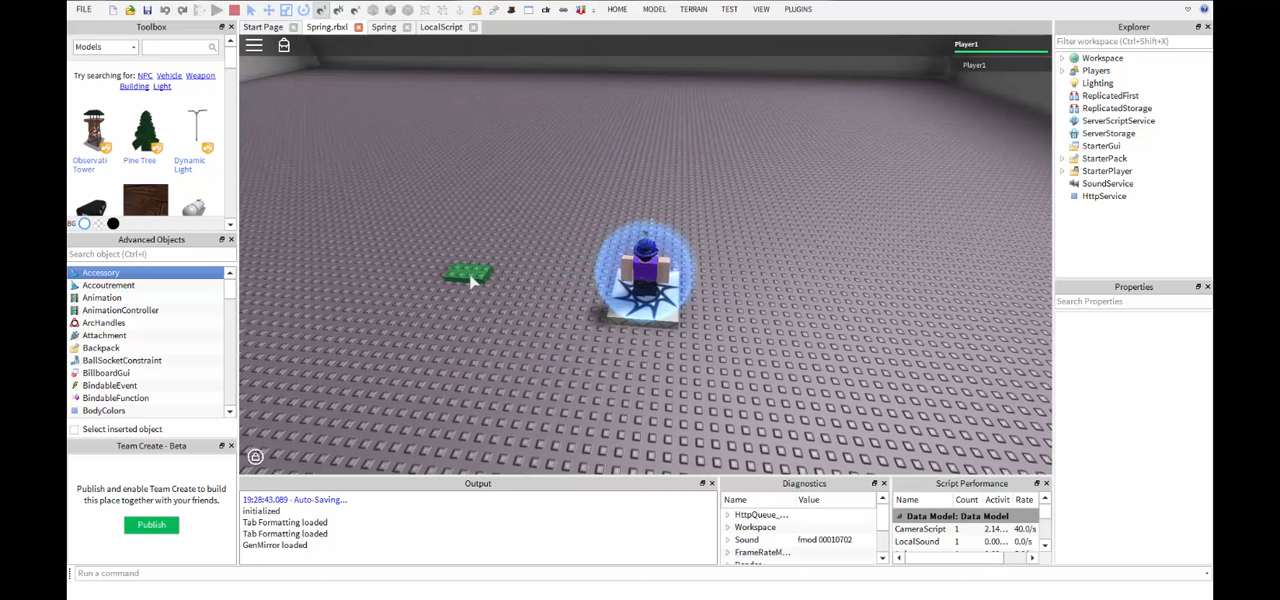 FILE
clr
HOME
MODEL
TERRAIN
TEST
VIEW
PLUGINS
Toolbox
Start Page
Spring.rbxl
Spring
LocalScript
Explorer
Models
Filter workspace (Ctrl+Shift+X)
Try searching for: NPC Vehicle Weapon
Building Light
Observati
Tower
Pine Tree
Dynamic
Light
BG
Advanced Objects
Search object (Ctrl+I)
Accessory
Accoutrement
Animation
AnimationController
ArcHandles
Attachment
Backpack
BallSocketConstraint
BillboardGui
BindableEvent
BindableFunction
BodyColors
Select inserted object
Team Create - Beta
Publish and enable Team Create to build
this place together with your friends.
Publish
Player1
Player1
Workspace
Players
Lighting
ReplicatedFirst
ReplicatedStorage
ServerScriptService
ServerStorage
StarterGui
StarterPack
StarterPlayer
SoundService
HttpService
Properties
Search Properties
Output
19:28:43.089 - Auto-Saving...
initialized
Tab Formatting loaded
Tab Formatting loaded
GenMirror loaded
Diagnostics
Name Value
HttpQueue_...
Workspace
Sound fmod 00010702
FrameRateM...
Script Performance
Name Count Activit Rate
Data Model: Data Model
CameraScript 1 2.14... 40.0/s
LocalSound 1 0.00... 0.0/s
Run a command